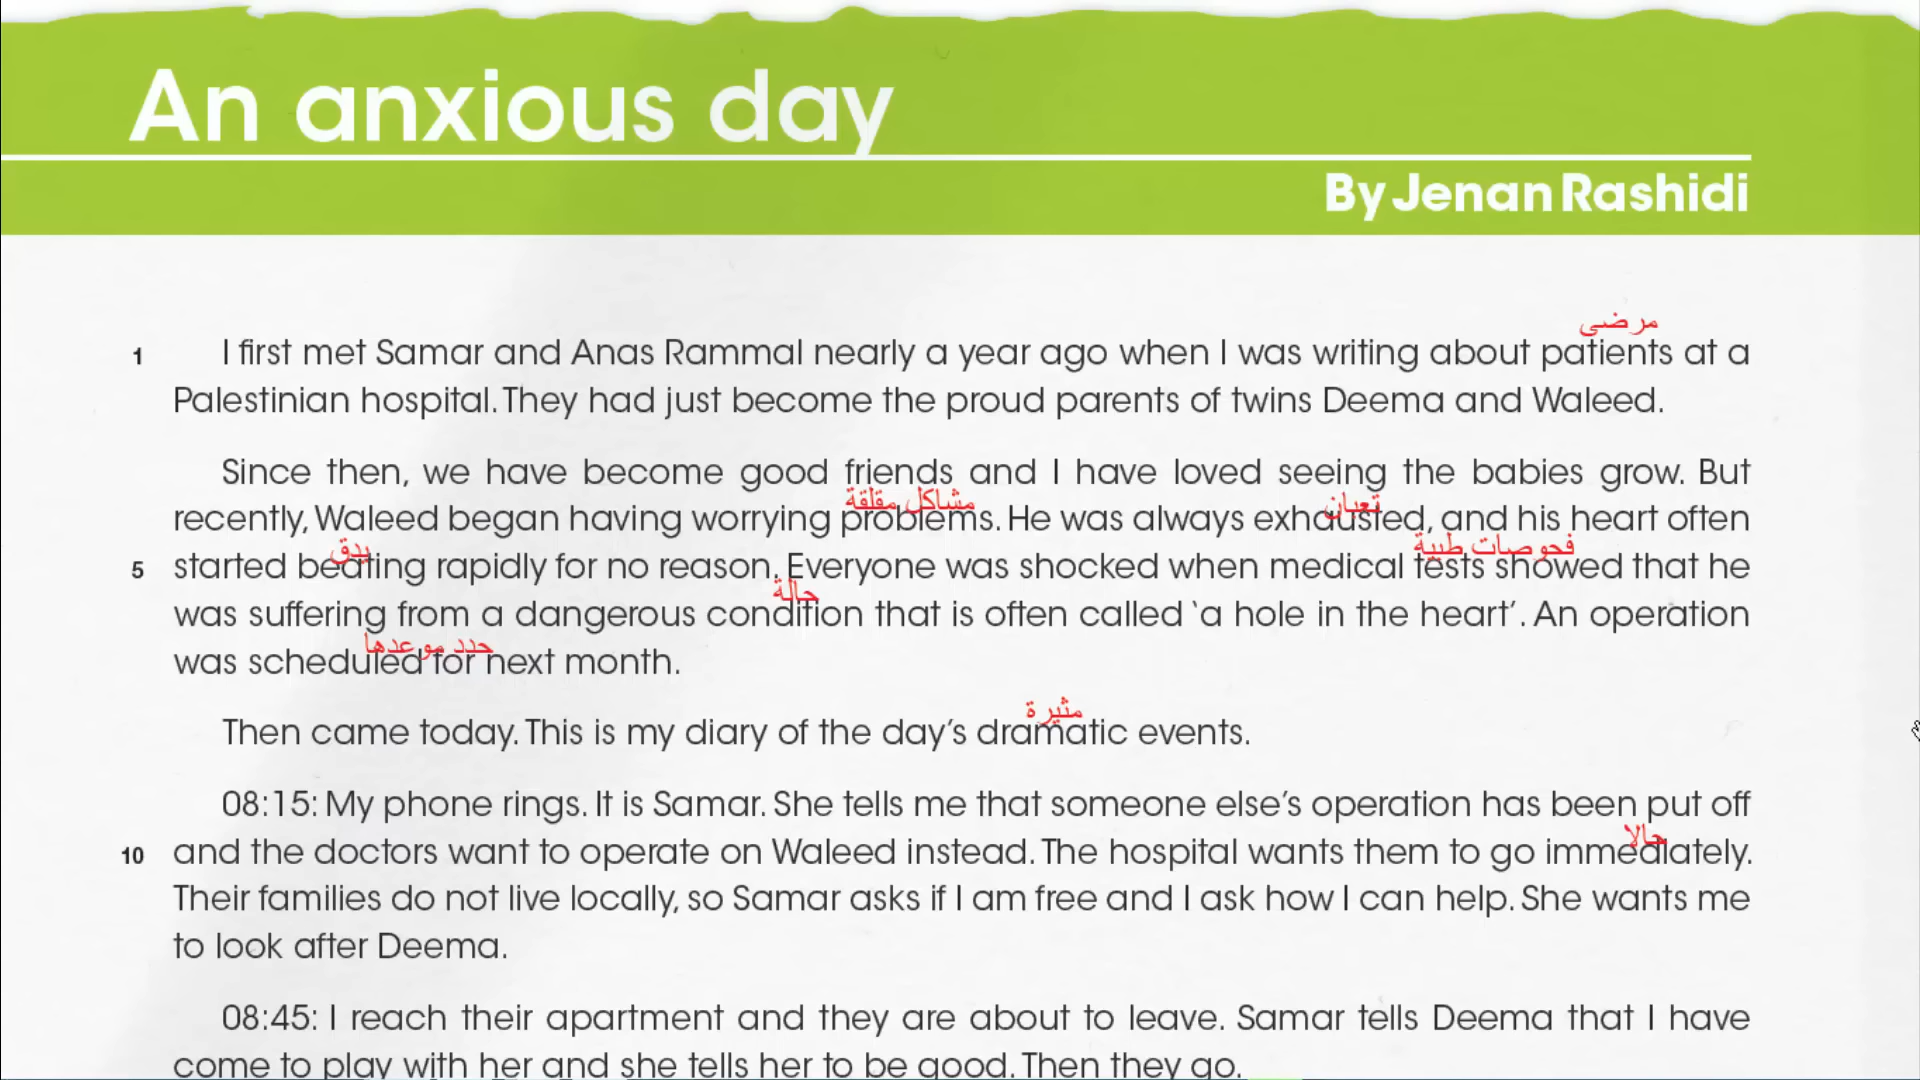 An anxious day
By Jenan Rashidi
مرضى
1 I first met Samar and Anas Rammal nearly a year ago when I was writing about patients at a
Palestinian hospital. They had just become the proud parents of twins Deema and Waleed.
Since then, we have become good friends and I have loved seeing the babies grow. But
مشاكل مقلقة تعبان
recently, Waleed began having worrying problems. He was always exhausted, and his heart often
يدق فحوصات طبية
5 started beating rapidly for no reason. Everyone was shocked when medical tests showed that he
حالة
was suffering from a dangerous condition that is often called ‘a hole in the heart’. An operation
حدد موعدها
was scheduled for next month.
مثيرة
Then came today. This is my diary of the day’s dramatic events.
08:15: My phone rings. It is Samar. She tells me that someone else’s operation has been put off
حالا
10 and the doctors want to operate on Waleed instead. The hospital wants them to go immediately.
Their families do not live locally, so Samar asks if I am free and I ask how I can help. She wants me
to look after Deema.
08:45: I reach their apartment and they are about to leave. Samar tells Deema that I have
come to play with her and she tells her to be good. Then they go.